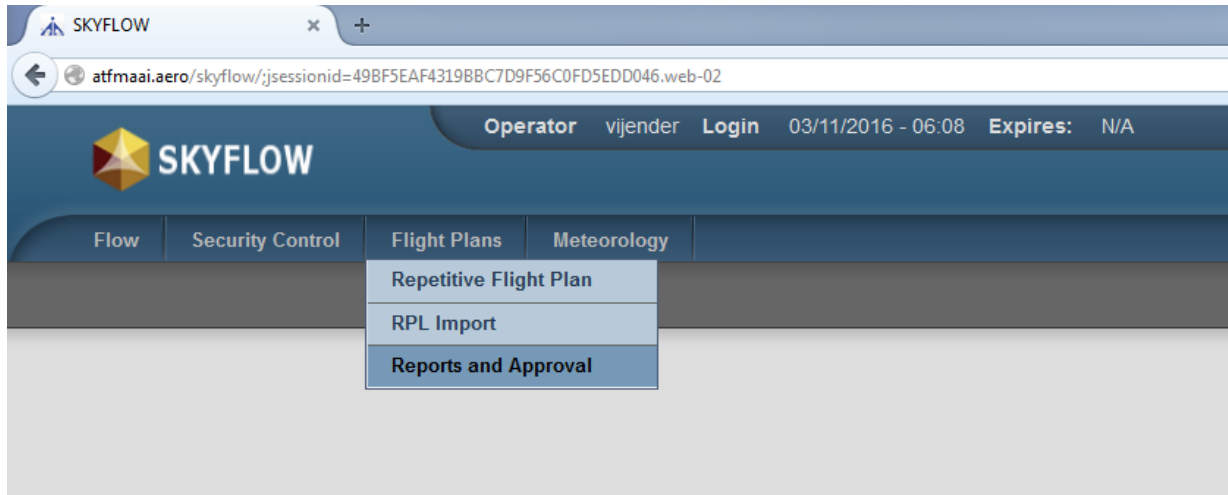 SKYFLOW × +
atfmaai.aero/skyflow/;jsessionid=49BF5EAF4319BBC7D9F56C0FD5EDD046.web-02
Operator vijender Login 03/11/2016 - 06:08 Expires: N/A
SKYFLOW
Flow Security Control Flight Plans Meteorology
Repetitive Flight Plan
RPL Import
Reports and Approval